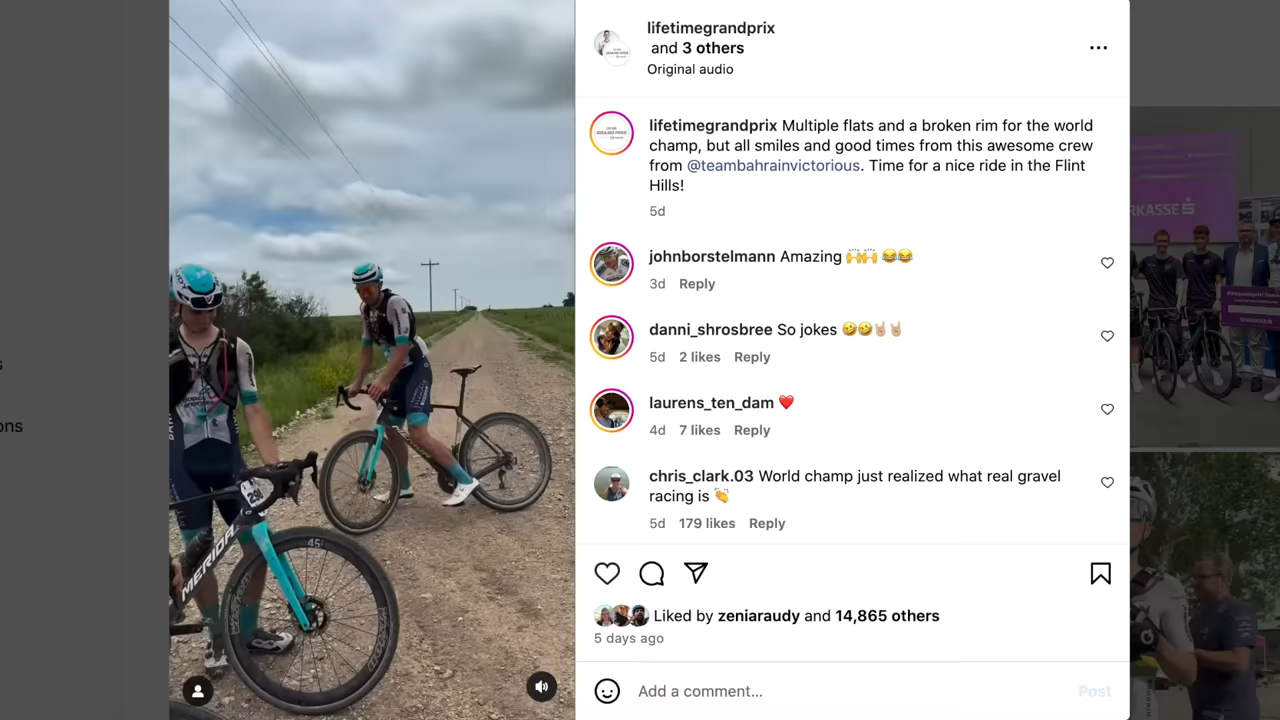 lifetimegrandprix
and 3 others
Original audio
lifetimegrandprix Multiple flats and a broken rim for the world
champ, but all smiles and good times from this awesome crew
from @teambahrainvictorious. Time for a nice ride in the Flint
Hills!
5d
johnborstelmann Amazing 🙌🙌 😂😂
3d Reply
danni_shrosbree So jokes 🤣🤣🤘🏼🤘🏼
5d 2 likes Reply
laurens_ten_dam ❤️
4d 7 likes Reply
chris_clark.03 World champ just realized what real gravel
racing is 👏
5d 179 likes Reply
Liked by zeniaraudy and 14,865 others
5 days ago
Add a comment...
Post
MERIDA
45
RKASSE
s
ons